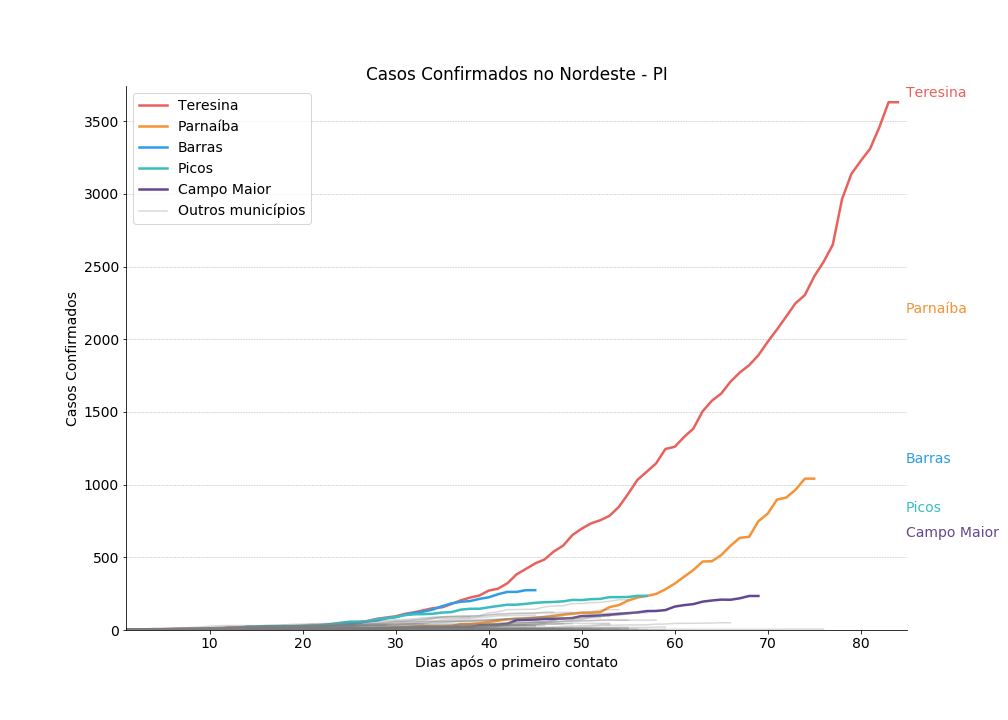 Casos Confirmados no Nordeste - PI
Teresina
Parnaíba
Barras
Picos
Campo Maior
Outros municípios
Casos Confirmados
3500
3000
2500
2000
1500
1000
500
0
10
20
30
40
50
60
70
80
Dias após o primeiro contato
Teresina
Parnaíba
Barras
Picos
Campo Maior